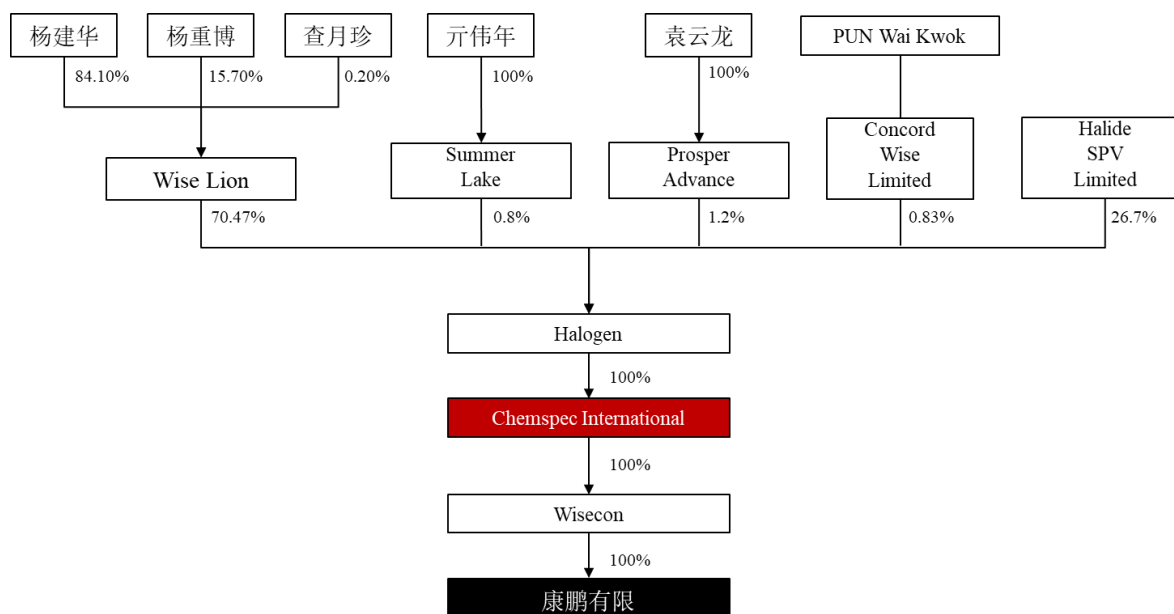 杨建华
杨重博
查月珍
亓伟年
袁云龙
PUN Wai Kwok
84.10%
15.70%
0.20%
100%
100%
Wise Lion
Summer
Lake
Prosper
Advance
Concord
Wise
Limited
Halide
SPV
Limited
70.47%
0.8%
1.2%
0.83%
26.7%
Halogen
100%
Chemspec International
100%
Wisecon
100%
康鹏有限